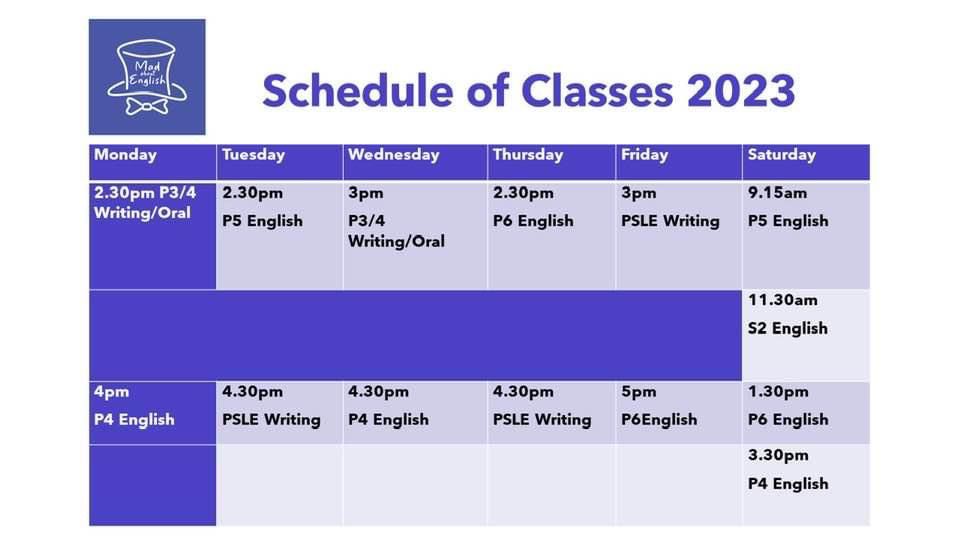 Mad
about
English
Schedule of Classes 2023
Monday
Tuesday
Wednesday
Thursday
Friday
Saturday
2.30pm P3/4
Writing/Oral
2.30pm
P5 English
3pm
P3/4
Writing/Oral
2.30pm
P6 English
3pm
PSLE Writing
9.15am
P5 English
11.30am
S2 English
4pm
P4 English
4.30pm
PSLE Writing
4.30pm
P4 English
4.30pm
PSLE Writing
5pm
P6English
1.30pm
P6 English
3.30pm
P4 English